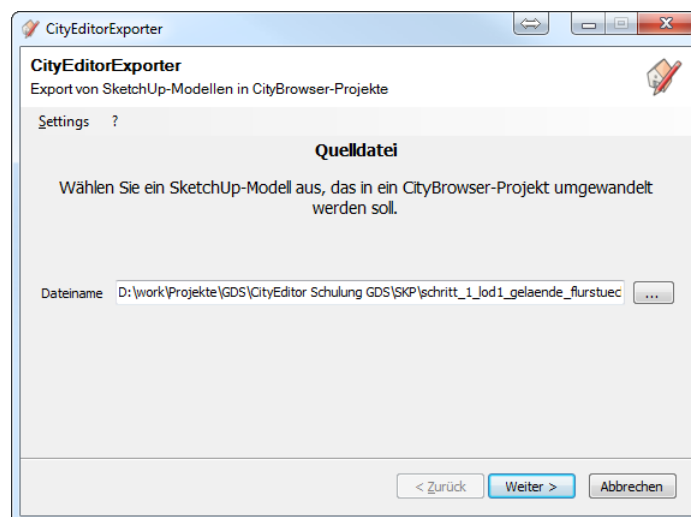 CityEditorExporter
CityEditorExporter
Export von SketchUp-Modellen in CityBrowser-Projekte
Settings ?
Quelldatei
Wählen Sie ein SketchUp-Modell aus, das in ein CityBrowser-Projekt umgewandelt
werden soll.
Dateiname D:\work\Projekte\GDS\CityEditor Schulung GDS\SKP\schritt_1_lod1_gelaende_flurstuec ...
< Zurück Weiter > Abbrechen